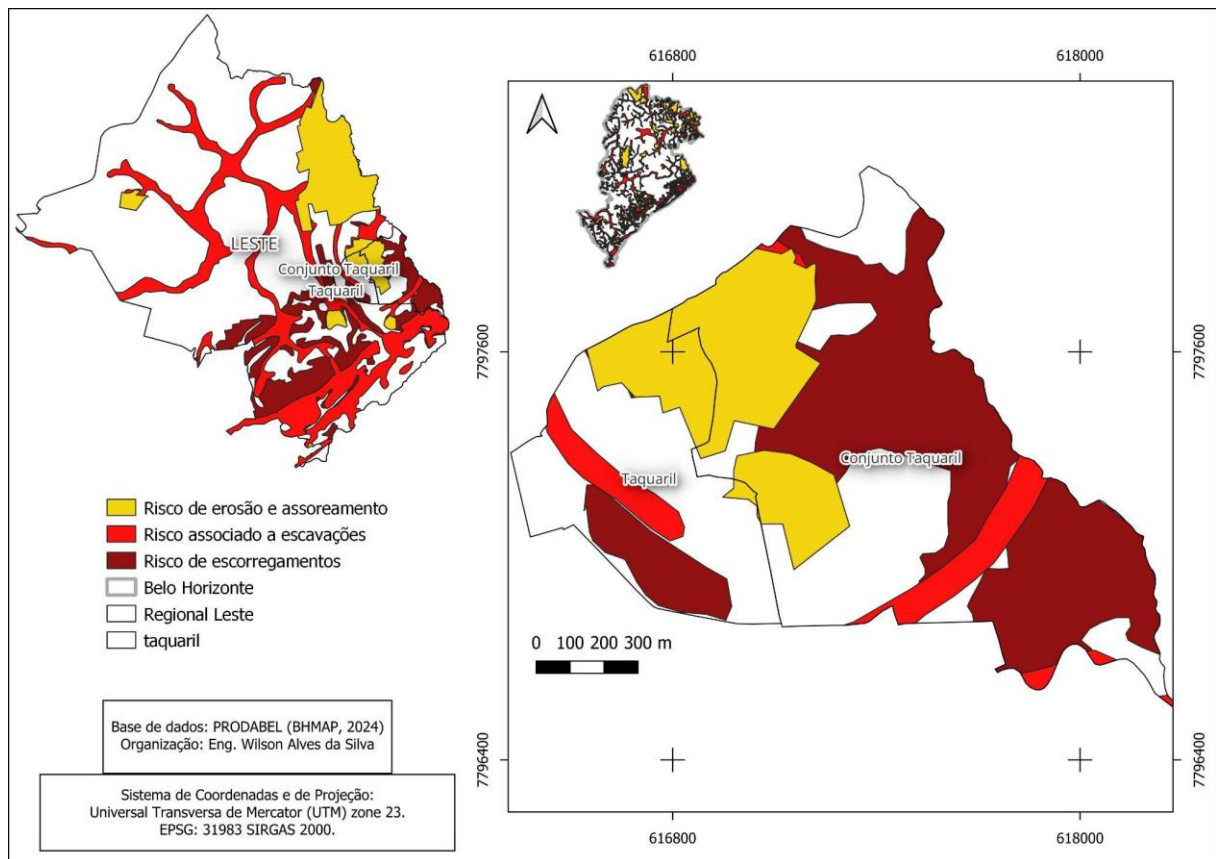 616800
618000
LESTE
Conjunto Taquaril
Taquaril
7797600
7797600
Taquaril
Conjunto Taquaril
Risco de erosão e assoreamento
Risco associado a escavações
Risco de escorregamentos
Belo Horizonte
Regional Leste
taquaril
0 100 200 300 m
Base de dados: PRODABEL (BHMAP, 2024)
Organização: Eng. Wilson Alves da Silva
7796400
7796400
Sistema de Coordenadas e de Projeção:
Universal Transversa de Mercator (UTM) zone 23.
EPSG: 31983 SIRGAS 2000.
616800
618000